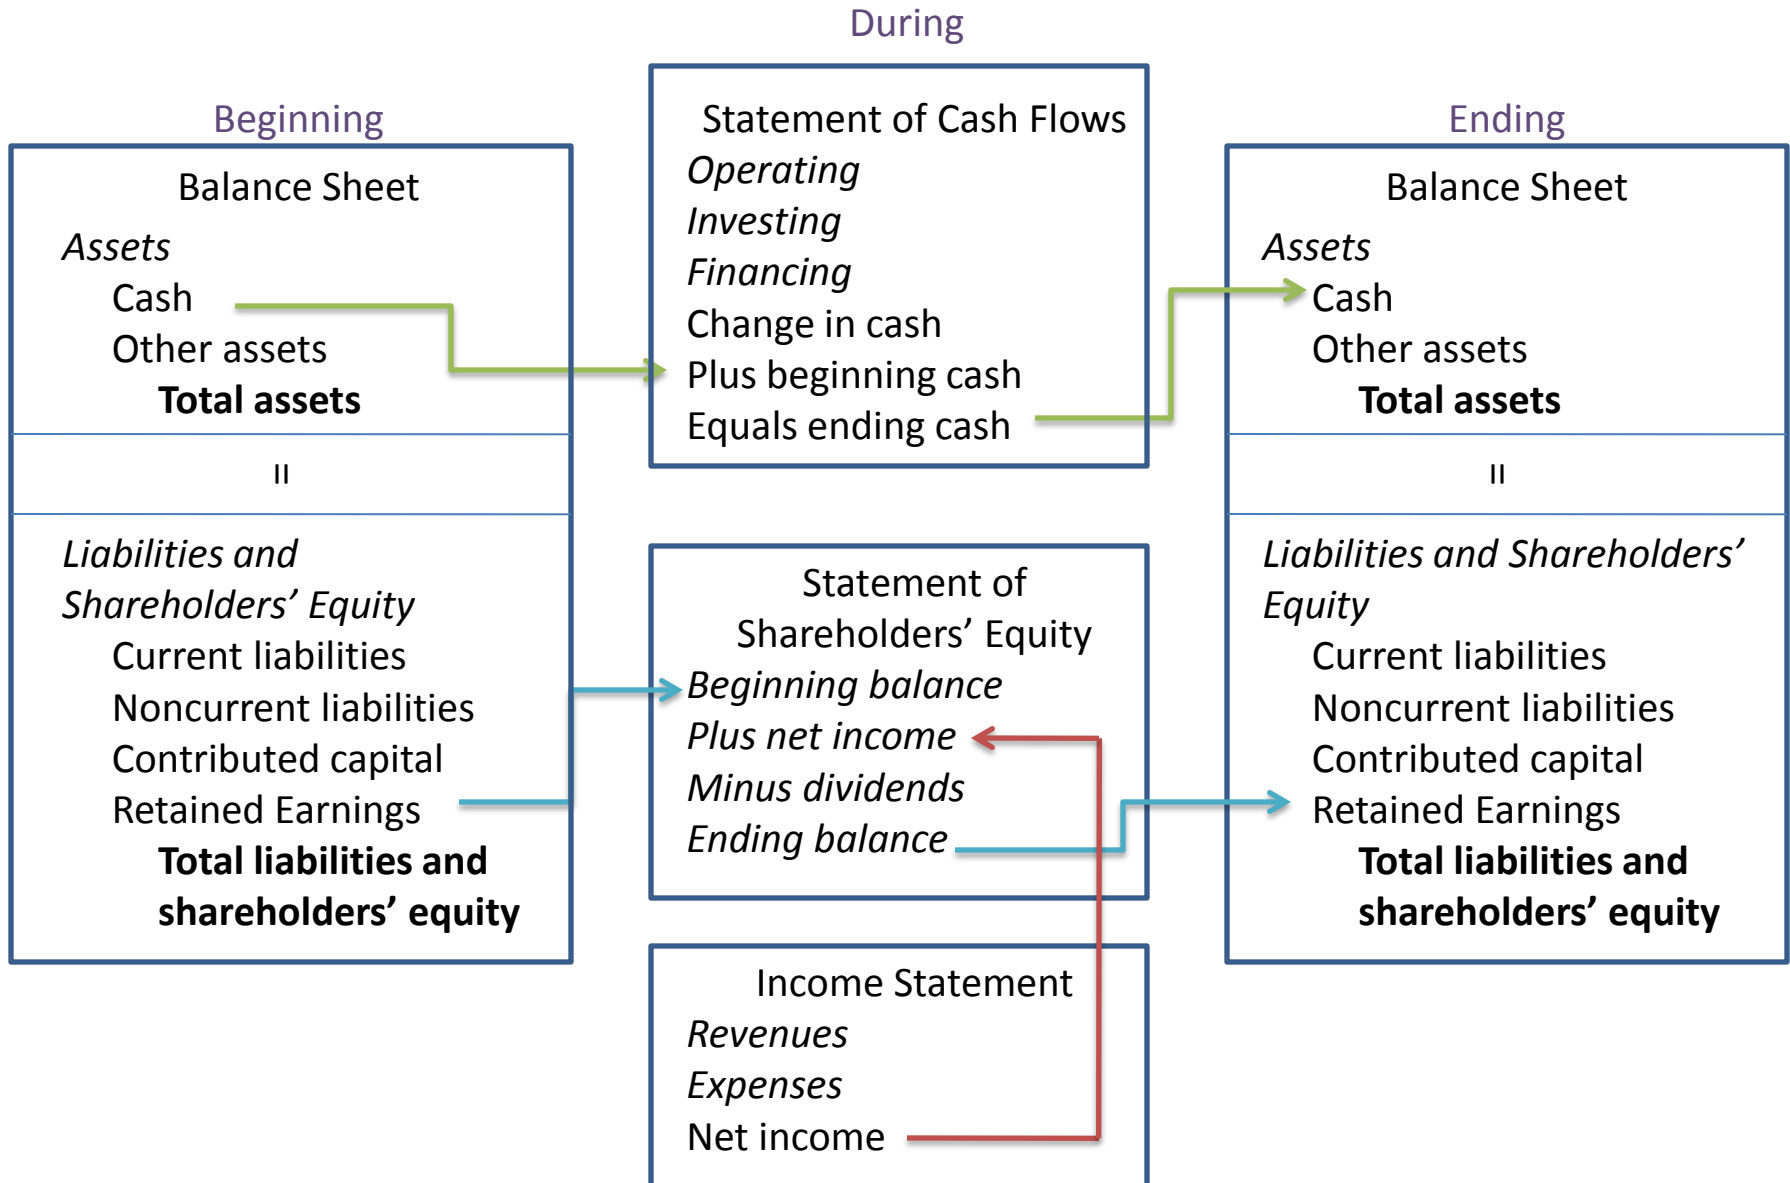 During
Beginning
Balance Sheet
Assets
Cash
Other assets
Total assets
=
Liabilities and
Shareholders’ Equity
Current liabilities
Noncurrent liabilities
Contributed capital
Retained Earnings
Total liabilities and
shareholders’ equity
Statement of Cash Flows
Operating
Investing
Financing
Change in cash
Plus beginning cash
Equals ending cash
Statement of
Shareholders’ Equity
Beginning balance
Plus net income
Minus dividends
Ending balance
Income Statement
Revenues
Expenses
Net income
Ending
Balance Sheet
Assets
Cash
Other assets
Total assets
=
Liabilities and Shareholders’
Equity
Current liabilities
Noncurrent liabilities
Contributed capital
Retained Earnings
Total liabilities and
shareholders’ equity